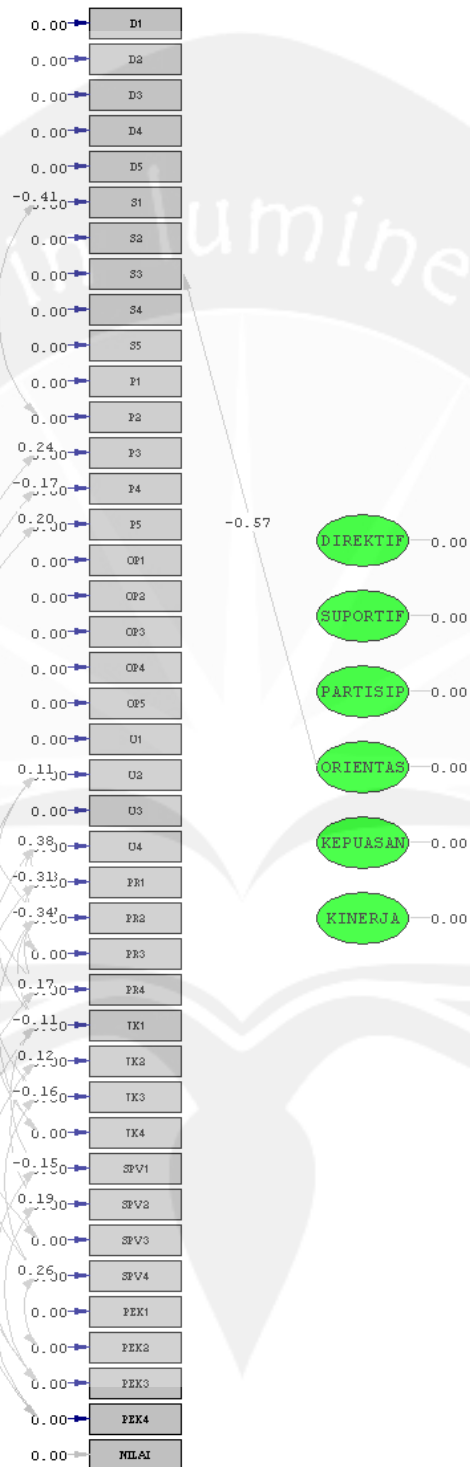 0.00 D1
0.00 D2
0.00 D3
0.00 D4
0.00 D5
-0.41 S1
0.00 S2
0.00 S3
0.00 S4
0.00 S5
0.00 P1
0.00 P2
0.24 P3
-0.17 P4
0.20 P5
-0.57
0.00 OP1
0.00 OP2
0.00 OP3
0.00 OP4
0.00 OP5
0.00 U1
0.11 U2
0.00 U3
0.38 U4
-0.31 PR1
-0.34 PR2
0.00 PR3
0.17 PR4
-0.11 TK1
0.12 TK2
-0.16 TK3
0.00 TK4
-0.15 SPV1
0.19 SPV2
0.00 SPV3
0.26 SPV4
0.00 PEK1
0.00 PEK2
0.00 PEK3
0.00 PEK4
0.00 NILAI
DIREKTIF 0.00
SUPORTIF 0.00
PARTISIP 0.00
ORIENTAS 0.00
KEPUASAN 0.00
KINERJA 0.00
in lumine